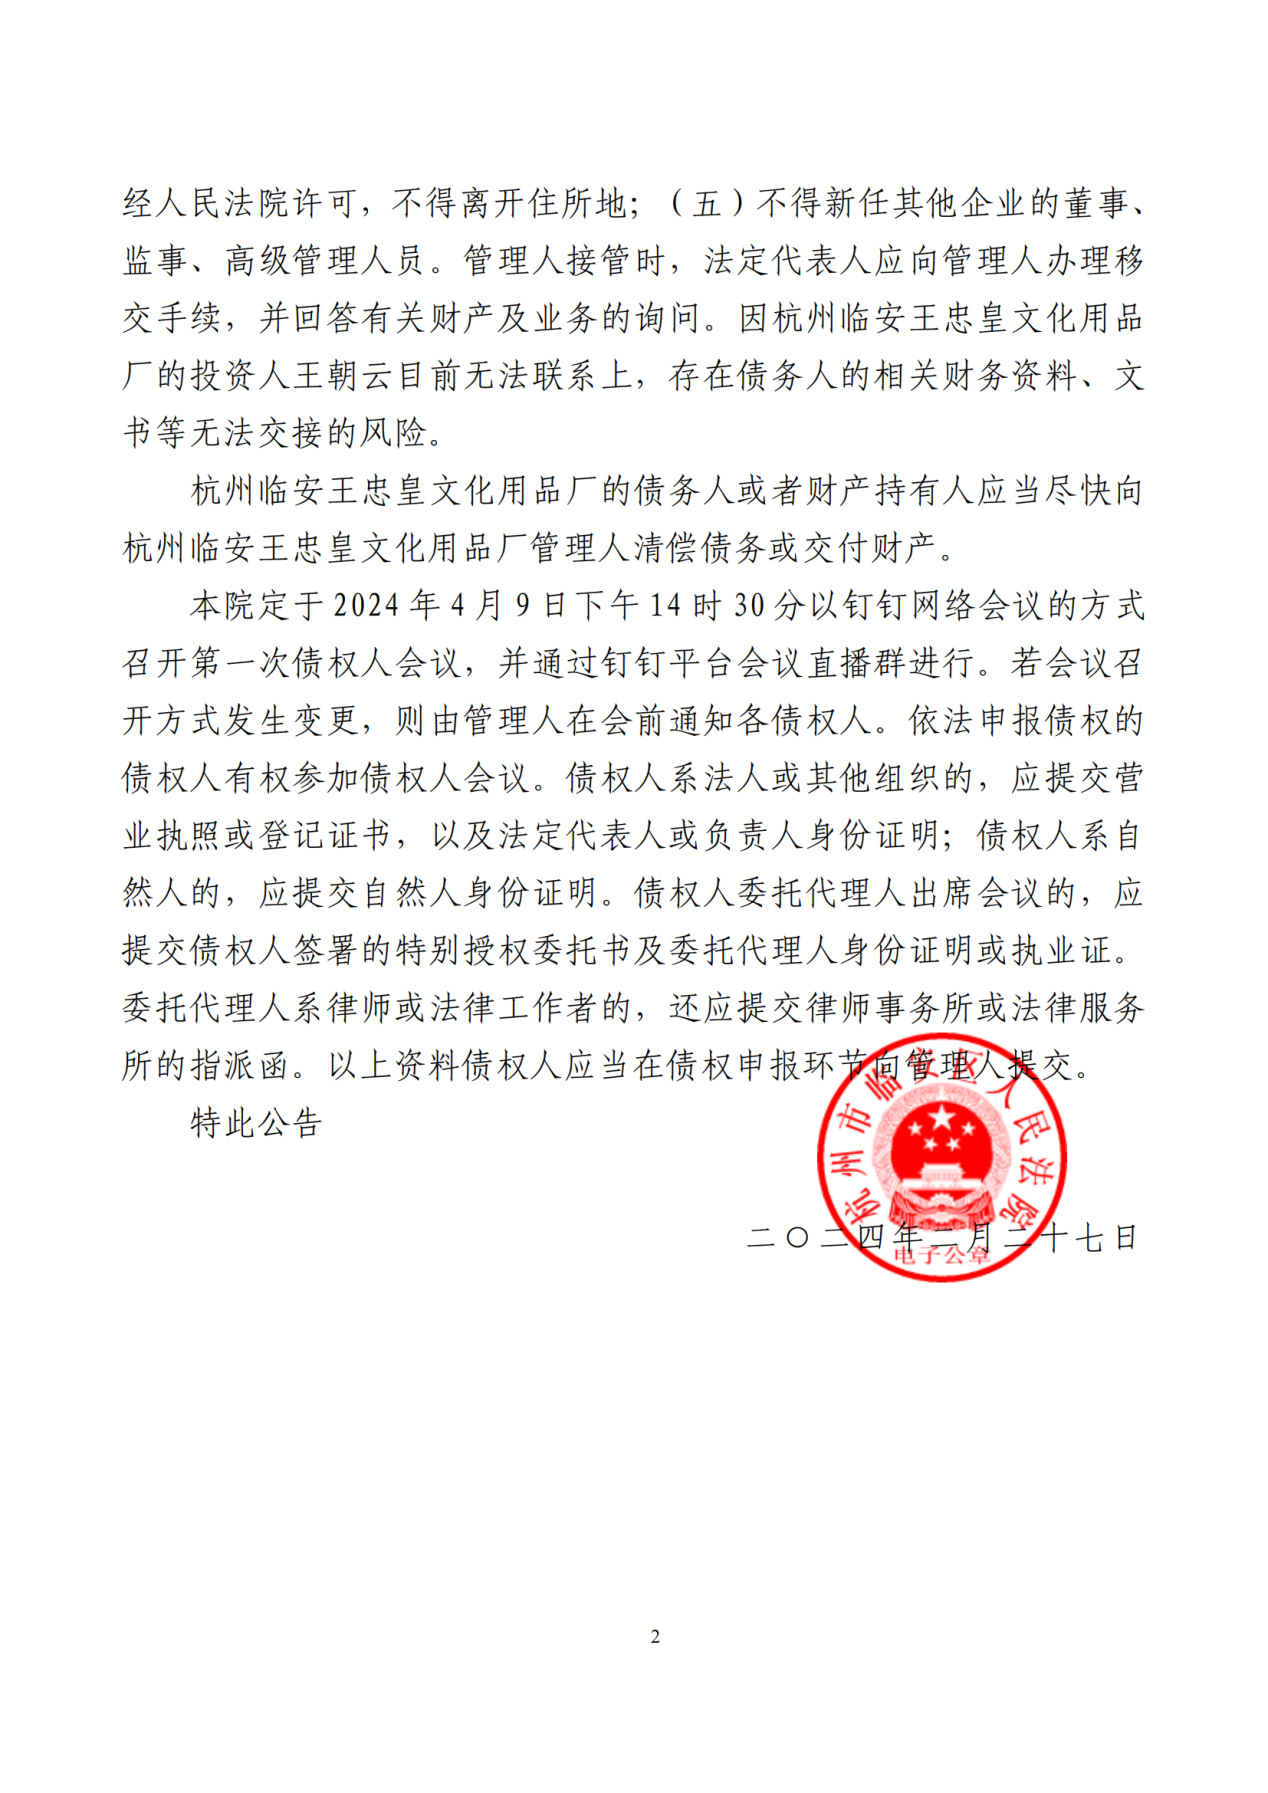 经人民法院许可，不得离开住所地；（五）不得新任其他企业的董事、
监事、高级管理人员。管理人接管时，法定代表人应向管理人办理移
交手续，并回答有关财产及业务的询问。因杭州临安王忠皇文化用品
厂的投资人王朝云目前无法联系上，存在债务人的相关财务资料、文
书等无法交接的风险。
杭州临安王忠皇文化用品厂的债务人或者财产持有人应当尽快向
杭州临安王忠皇文化用品厂管理人清偿债务或交付财产。
本院定于2024年4月9日下午14时30分以钉钉网络会议的方式
召开第一次债权人会议，并通过钉钉平台会议直播群进行。若会议召
开方式发生变更，则由管理人在会前通知各债权人。依法申报债权的
债权人有权参加债权人会议。债权人系法人或其他组织的，应提交营
业执照或登记证书，以及法定代表人或负责人身份证明；债权人系自
然人的，应提交自然人身份证明。债权人委托代理人出席会议的，应
提交债权人签署的特别授权委托书及委托代理人身份证明或执业证。
委托代理人系律师或法律工作者的，还应提交律师事务所或法律服务
所的指派函。以上资料债权人应当在债权申报环节向管理人提交。
特此公告
杭州市临安区人民法院
二〇二四年二月二十七日
电子公章
2